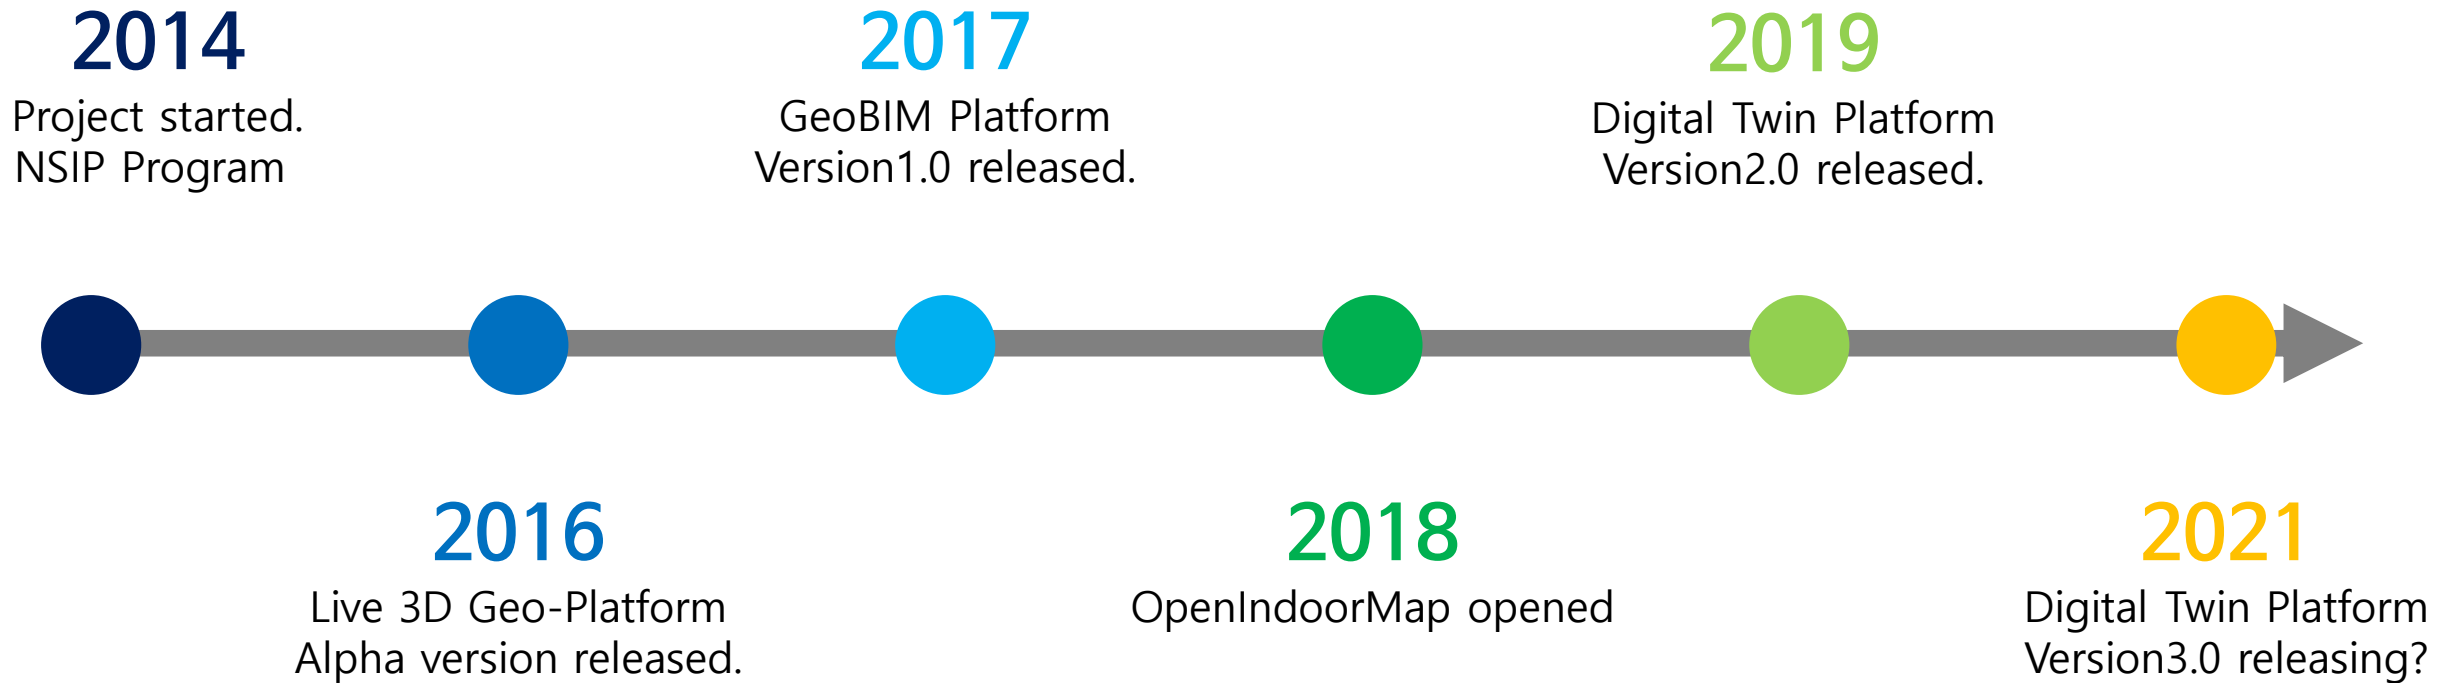 2014
Project started.
NSIP Program
2016
Live 3D Geo-Platform
Alpha version released.
2017
GeoBIM Platform
Version1.0 released.
2018
OpenIndoorMap opened
2019
Digital Twin Platform
Version2.0 released.
2021
Digital Twin Platform
Version3.0 releasing?